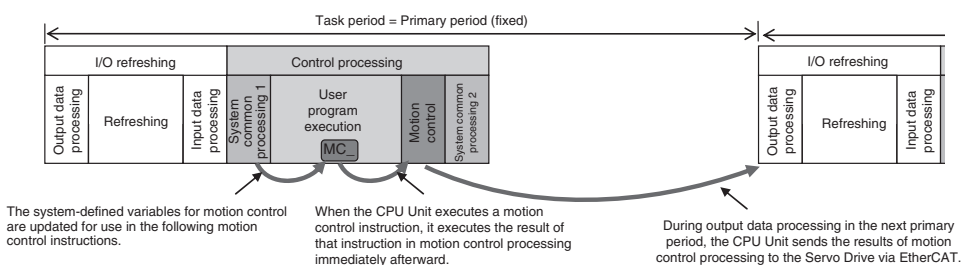 Task period = Primary period (fixed)
I/O refreshing
Control processing
I/O refreshing
Output data
processing
Refreshing
Input data
processing
System
common
processing 1
User
program
execution
MC_
Motion
control
System common
processing 2
Output data
processing
Refreshing
Input data
processing
The system-defined variables for motion control
are updated for use in the following motion
control instructions.
When the CPU Unit executes a motion
control instruction, it executes the result of
that instruction in motion control processing
immediately afterward.
During output data processing in the next primary
period, the CPU Unit sends the results of motion
control processing to the Servo Drive via EtherCAT.